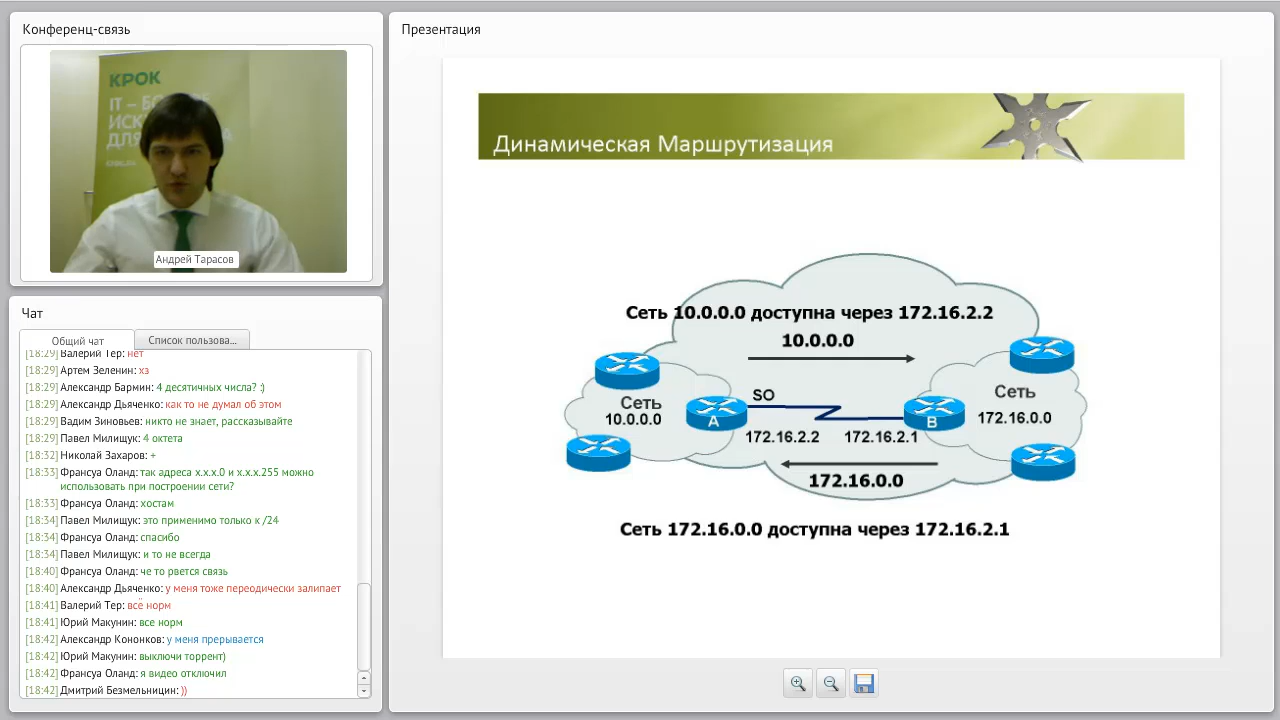 Конференц-связь
КРОК
IT –
ИСК
ДЛЯ
Андрей Тарасов
Чат
Общий чат
Список пользова...
[18:29] Валерий Тер: нет
[18:29] Артем Зеленин: хз
[18:29] Александр Бармин: 4 десятичных числа? :)
[18:29] Александр Дьяченко: как то не думал об этом
[18:29] Вадим Зиновьев: никто не знает, рассказывайте
[18:29] Павел Милищук: 4 октета
[18:32] Николай Захаров: +
[18:33] Франсуа Оланд: так адреса x.x.x.0 и x.x.x.255 можно
использовать при построении сети?
[18:33] Франсуа Оланд: хостам
[18:34] Павел Милищук: это применимо только к /24
[18:34] Франсуа Оланд: спасибо
[18:34] Павел Милищук: и то не всегда
[18:40] Франсуа Оланд: че то рвется связь
[18:40] Александр Дьяченко: у меня тоже переодически залипает
[18:41] Валерий Тер: всё норм
[18:41] Юрий Макунин: все норм
[18:42] Александр Кононков: у меня прерывается
[18:42] Юрий Макунин: выключи торрент)
[18:42] Франсуа Оланд: я видео отключил
[18:42] Дмитрий Безмельницин: ))
Презентация
Динамическая Маршрутизация
Сеть 10.0.0.0 доступна через 172.16.2.2
10.0.0.0
Сеть
10.0.0.0
A
SO
B
Сеть
172.16.0.0
172.16.2.2
172.16.2.1
172.16.0.0
Сеть 172.16.0.0 доступна через 172.16.2.1